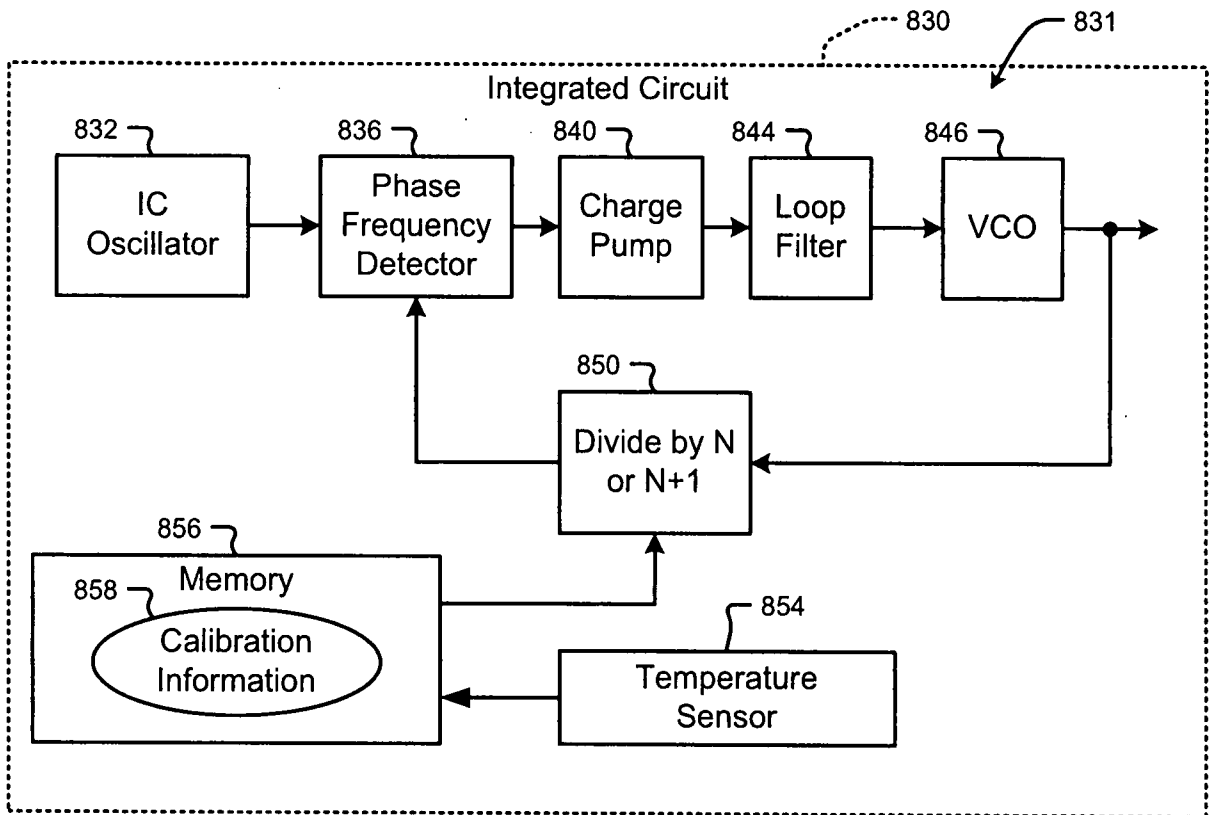 830
831
Integrated Circuit
832
836
840
844
846
IC
Oscillator
Phase
Frequency
Detector
Charge
Pump
Loop
Filter
VCO
850
Divide by N
or N+1
856
Memory
858
Calibration
Information
854
Temperature
Sensor